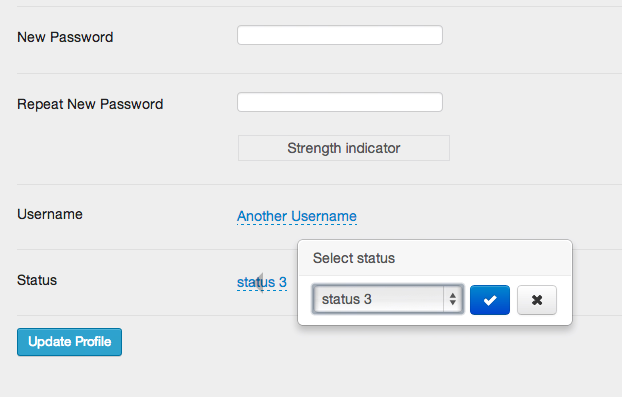 New Password
Repeat New Password
Strength indicator
Username
Another Username
Select status
Status
status 3
status 3
Update Profile